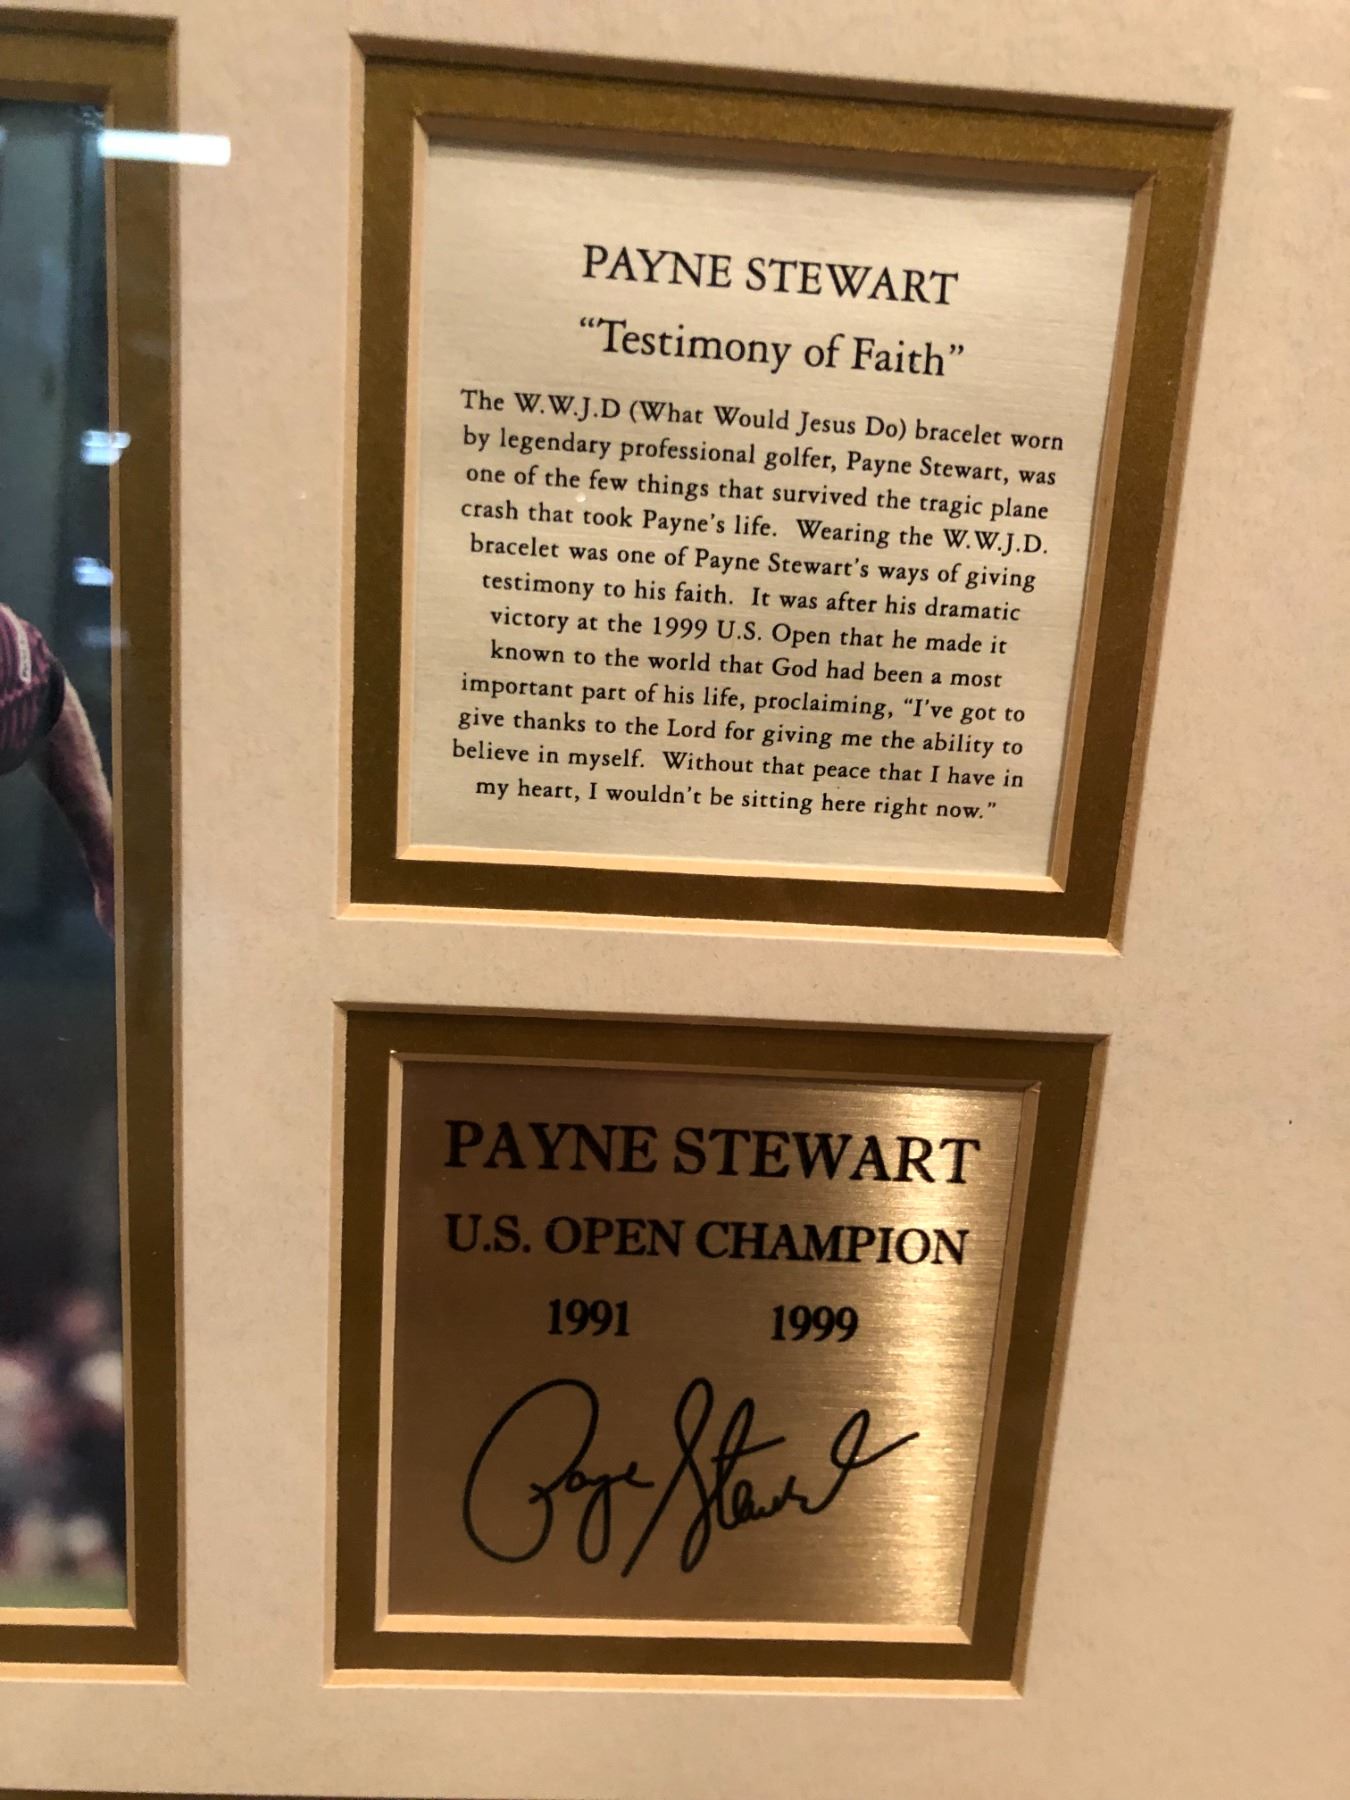 PAYNE STEWART
“Testimony of Faith”
The W.W.J.D (What Would Jesus Do) bracelet worn
by legendary professional golfer, Payne Stewart, was
one of the few things that survived the tragic plane
crash that took Payne’s life. Wearing the W.W.J.D.
bracelet was one of Payne Stewart’s ways of giving
testimony to his faith. It was after his dramatic
victory at the 1999 U.S. Open that he made it
known to the world that God had been a most
important part of his life, proclaiming, “I’ve got to
give thanks to the Lord for giving me the ability to
believe in myself. Without that peace that I have in
my heart, I wouldn’t be sitting here right now.”
PAYNE STEWART
U.S. OPEN CHAMPION
1991 1999
Payne Stewart